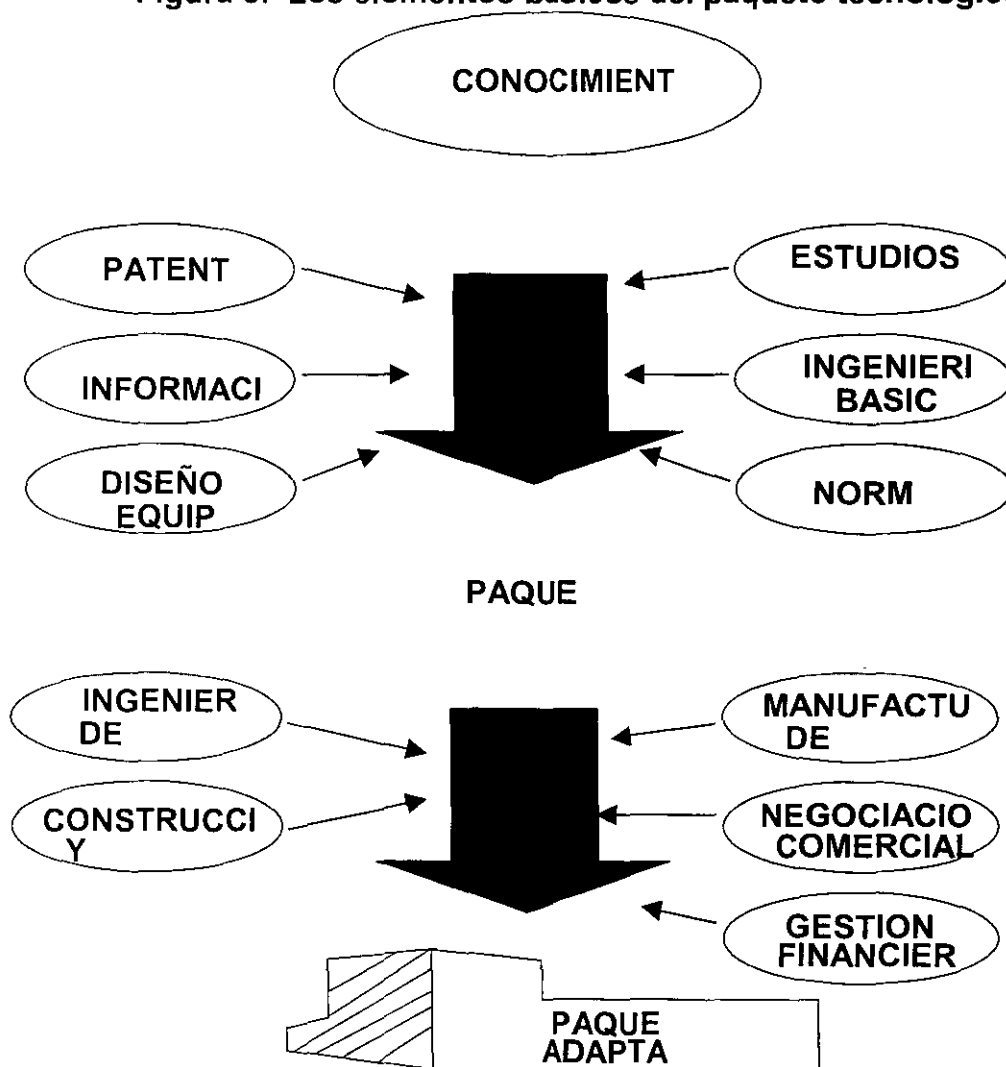 CONOCIMIENT
PATENT
ESTUDIOS
INFORMACI
INGENIERI
BASIC
DISEÑO
EQUIP
NORM
PAQUE
INGENIER
DE
MANUFACTU
DE
CONSTRUCCI
Y
NEGOCIACIO
COMERCIAL
GESTION
FINANCIER
PAQUE
ADAPTA